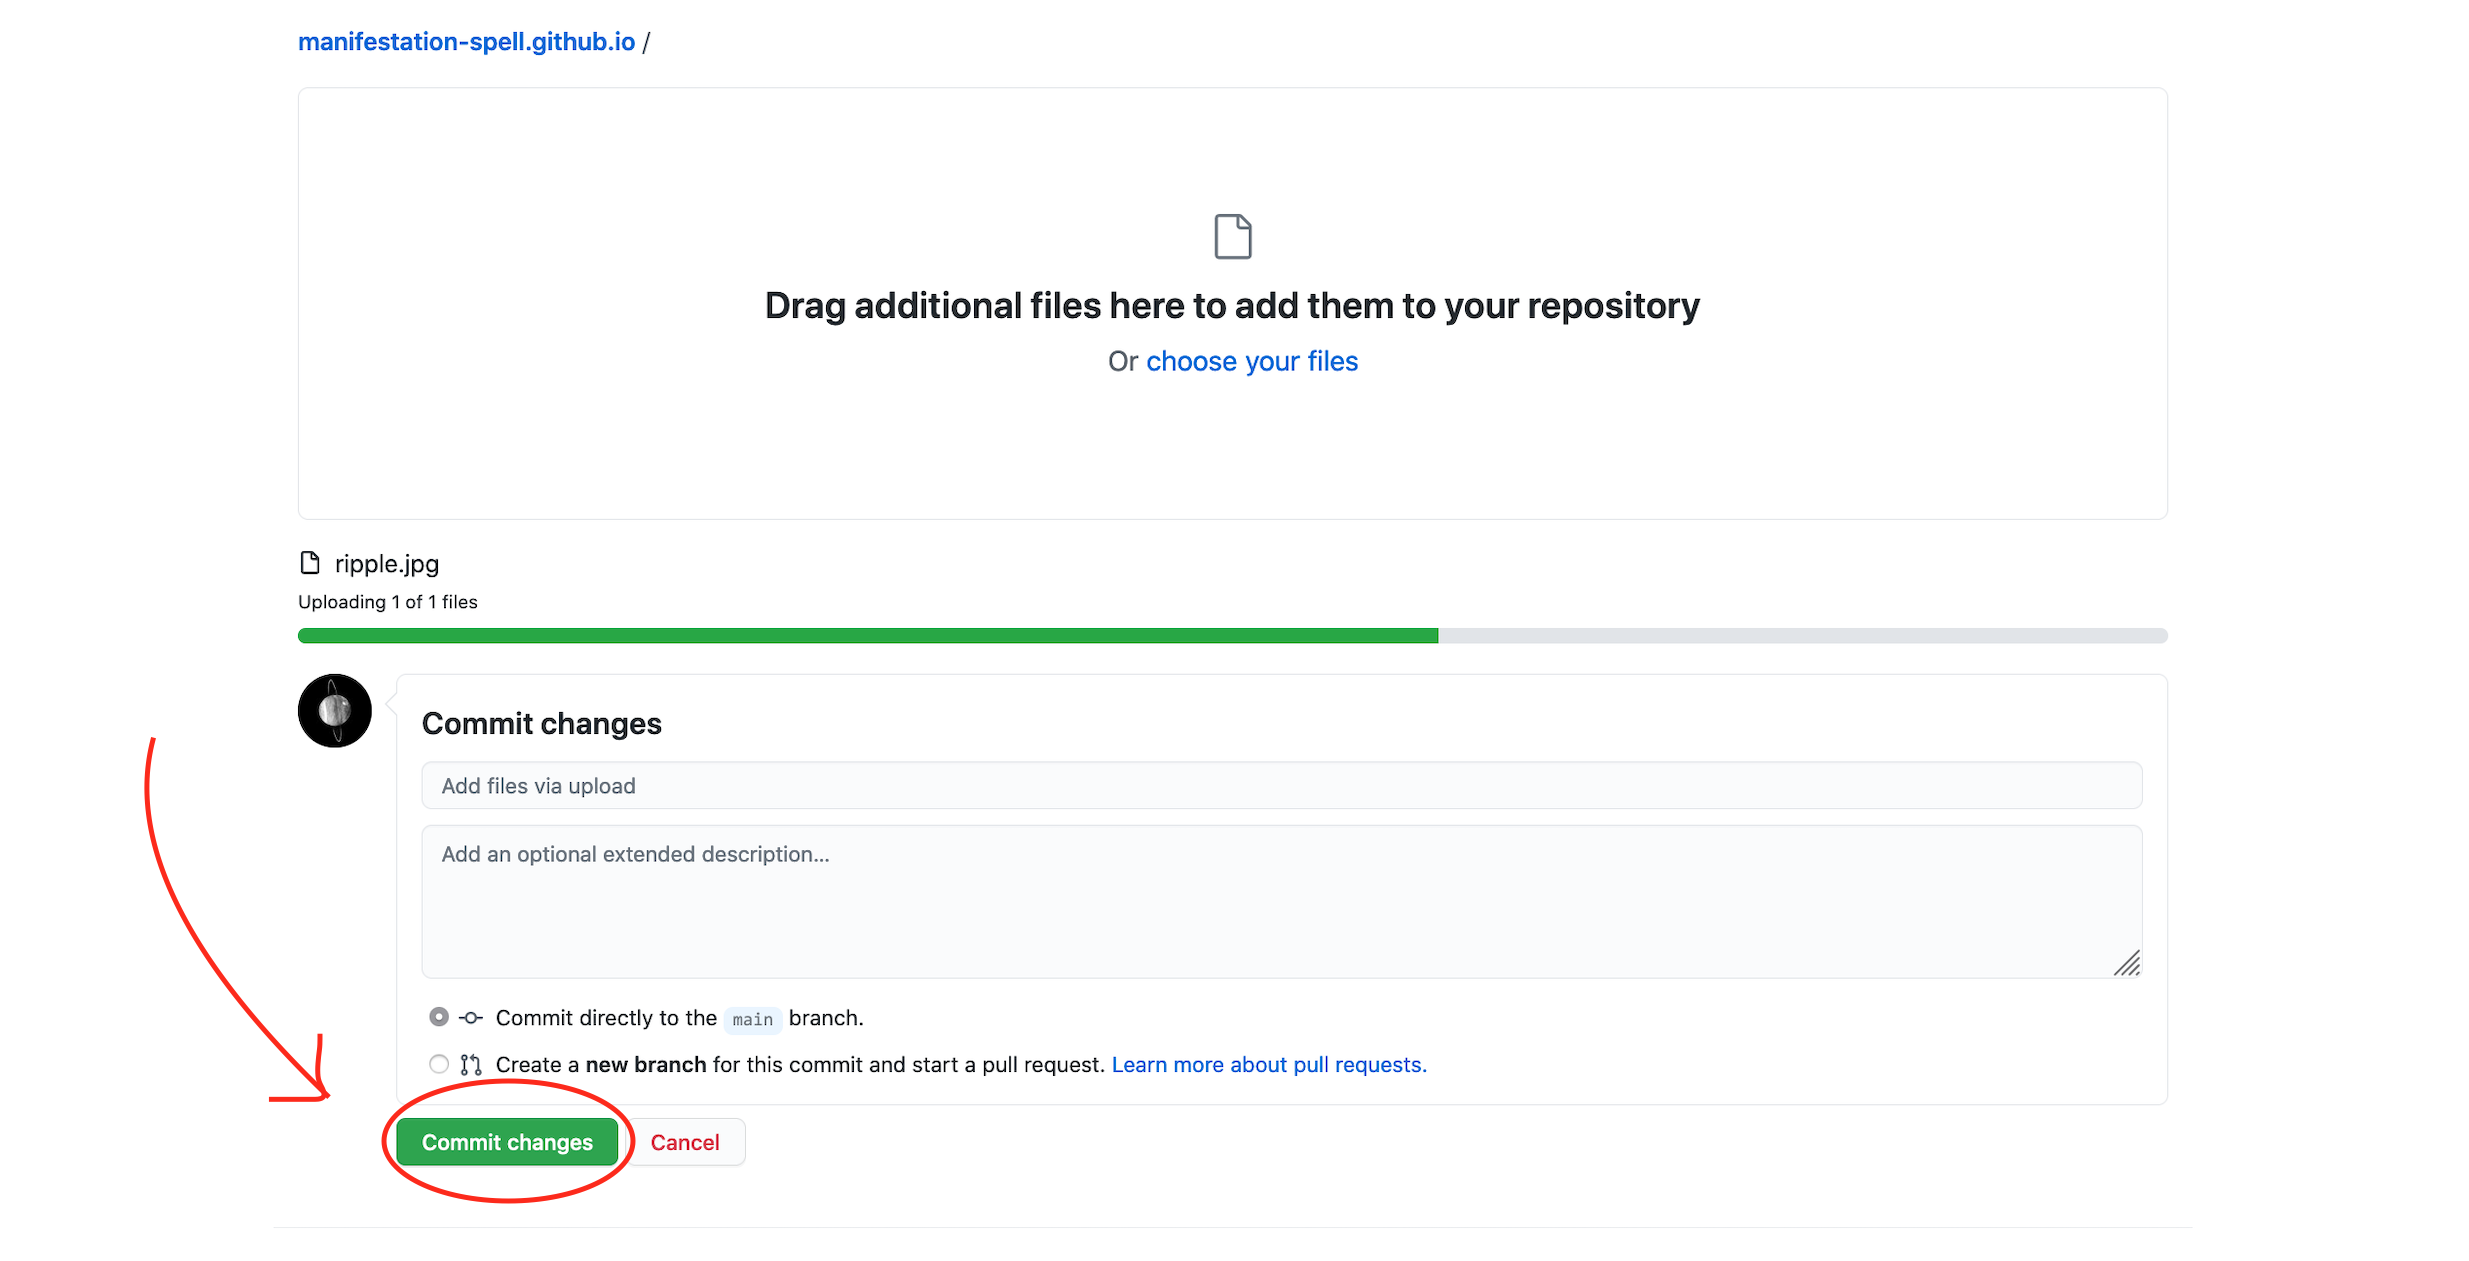 manifestation-spell.github.io /
Drag additional files here to add them to your repository
Or choose your files
ripple.jpg
Uploading 1 of 1 files
Commit changes
Add files via upload
Add an optional extended description...
Commit directly to the main branch.
Create a new branch for this commit and start a pull request. Learn more about pull requests.
Commit changes Cancel